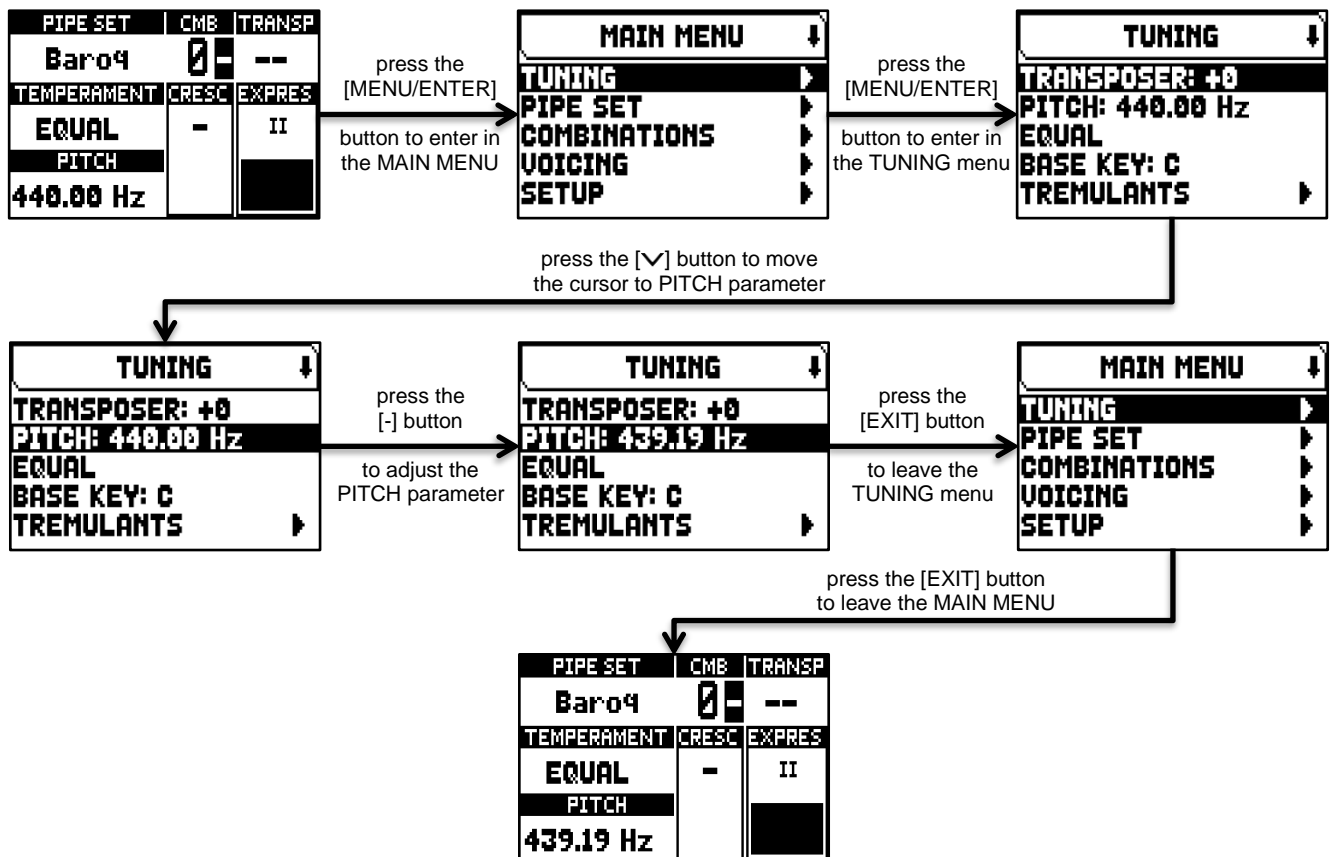 PIPE SET CMB TRANSP
Baroq 0- --
TEMPERAMENT CRESC EXPRES
EQUAL - II
PITCH
440.00 Hz
press the
[MENU/ENTER]
button to enter in
the MAIN MENU
MAIN MENU
TUNING
PIPE SET
COMBINATIONS
VOICING
SETUP
press the
[MENU/ENTER]
button to enter in
the TUNING menu
TUNING
TRANSPOSER: +0
PITCH: 440.00 Hz
EQUAL
BASE KEY: C
TREMULANTS
press the [∨] button to move
the cursor to PITCH parameter
TUNING
TRANSPOSER: +0
PITCH: 440.00 Hz
EQUAL
BASE KEY: C
TREMULANTS
press the
[-] button
to adjust the
PITCH parameter
TUNING
TRANSPOSER: +0
PITCH: 439.19 Hz
EQUAL
BASE KEY: C
TREMULANTS
press the
[EXIT] button
to leave the
TUNING menu
MAIN MENU
TUNING
PIPE SET
COMBINATIONS
VOICING
SETUP
press the [EXIT] button
to leave the MAIN MENU
PIPE SET CMB TRANSP
Baroq 0- --
TEMPERAMENT CRESC EXPRES
EQUAL - II
PITCH
439.19 Hz